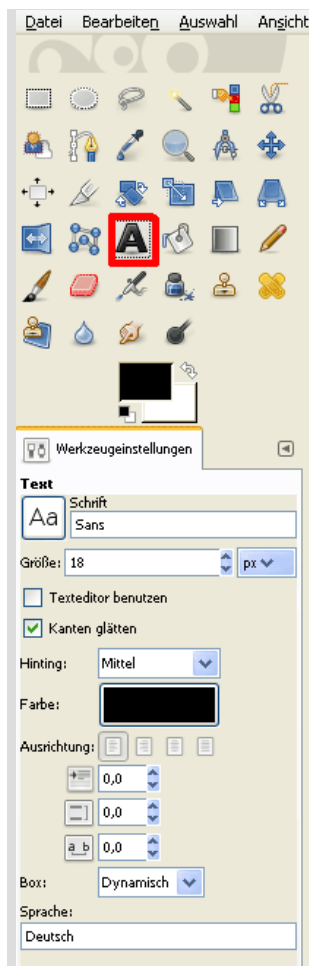 Datei Bearbeiten Auswahl Ansicht
A
Werkzeugeinstellungen
Text
Aa
Schrift
Sans
Größe: 18 px
Texteditor benutzen
Kanten glätten
Hinting: Mittel
Farbe:
Ausrichtung:
0,0
0,0
a b 0,0
Box: Dynamisch
Sprache:
Deutsch